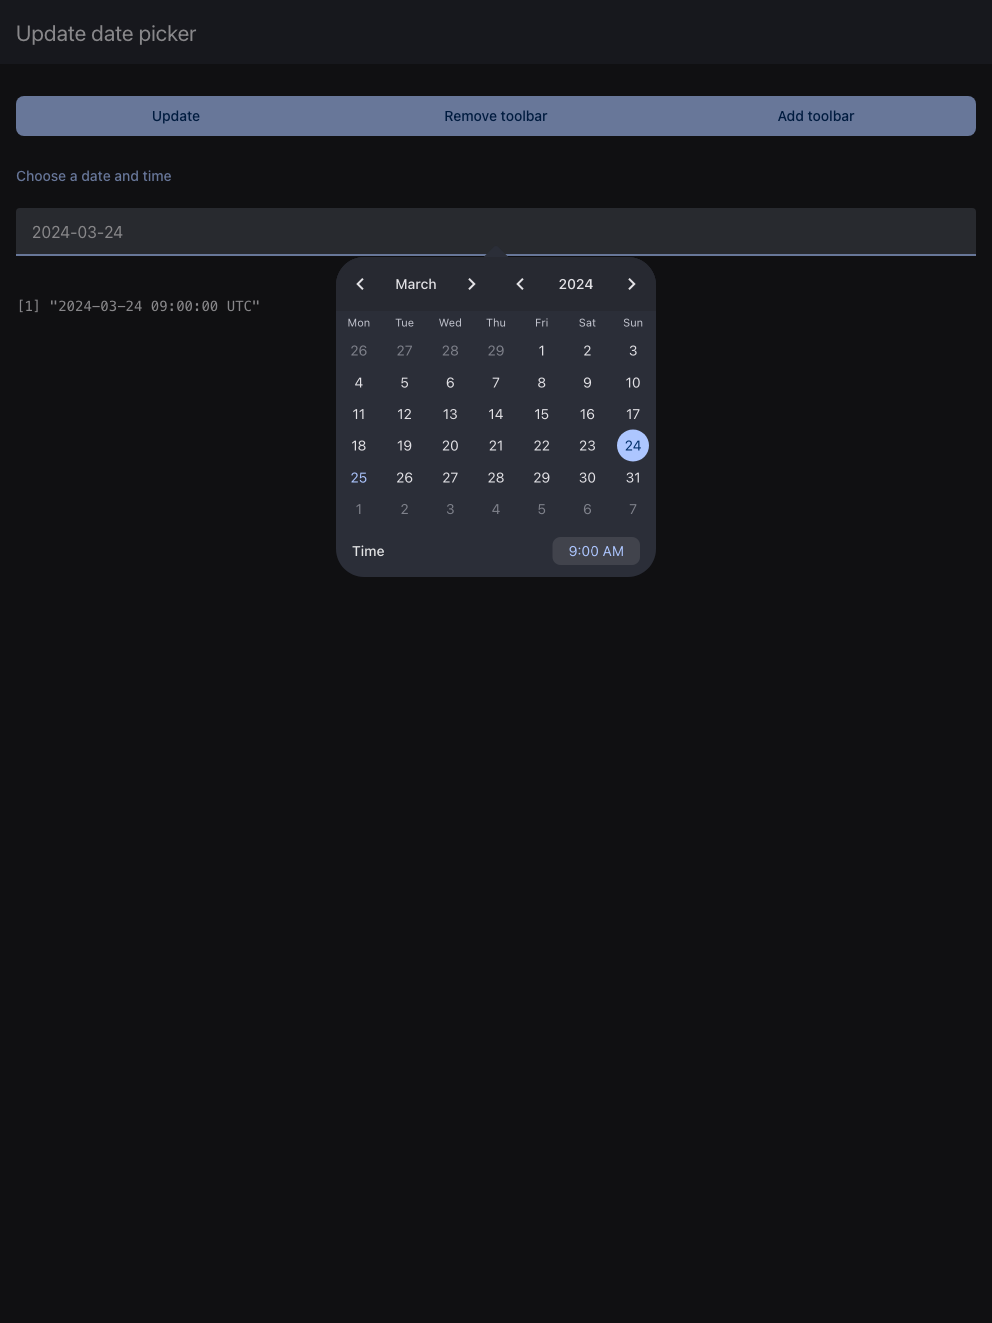 Update date picker
Update Remove toolbar Add toolbar
Choose a date and time
2024-03-24
[1] "2024-03-24 09:00:00 UTC"
March 2024
Mon Tue Wed Thu Fri Sat Sun
26 27 28 29 1 2 3
4 5 6 7 8 9 10
11 12 13 14 15 16 17
18 19 20 21 22 23 24
25 26 27 28 29 30 31
1 2 3 4 5 6 7
Time 9:00 AM